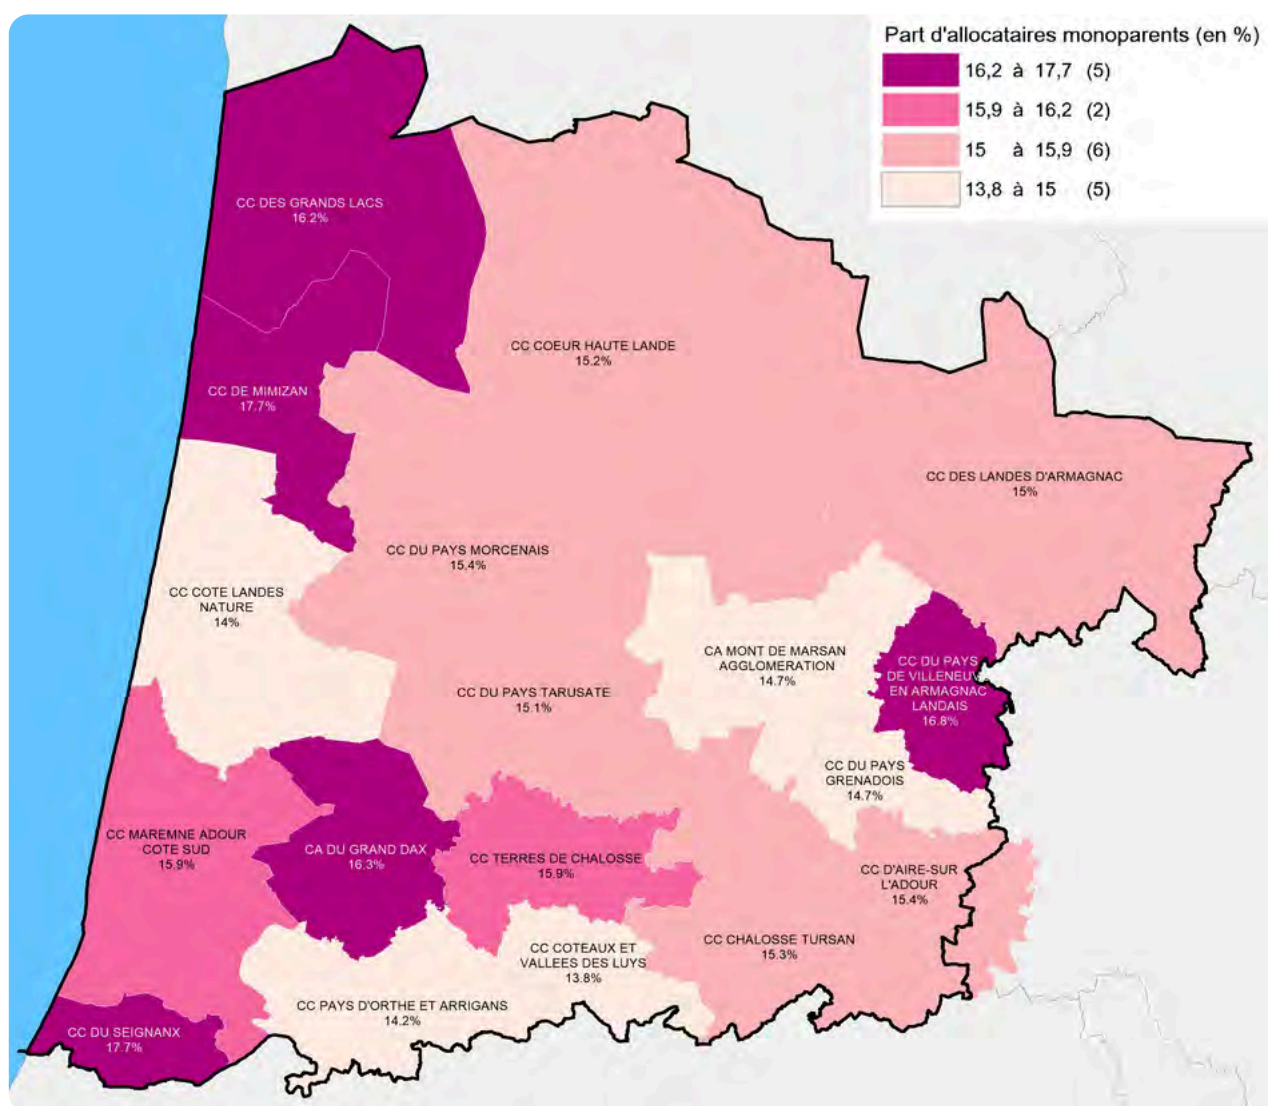 Part d'allocataires monoparents (en %)
16,2 à 17,7 (5)
15,9 à 16,2 (2)
15 à 15,9 (6)
13,8 à 15 (5)
CC DES GRANDS LACS
16.2%
CC COEUR HAUTE LANDE
15.2%
CC DE MIMIZAN
17.7%
CC DES LANDES D'ARMAGNAC
15%
CC DU PAYS MORCENAIS
15.4%
CC COTE LANDES
NATURE
14%
CA MONT DE MARSAN
AGGLOMERATION
14.7%
CC DU PAYS
DE VILLENEUV
EN ARMAGNAC
LANDAIS
16.8%
CC DU PAYS TARUSATE
15.1%
CC DU PAYS
GRENADOIS
14.7%
CC MAREMNE ADOUR
COTE SUD
15.9%
CA DU GRAND DAX
16.3%
CC TERRES DE CHALOSSE
15.9%
CC D'AIRE-SUR
L'ADOUR
15.4%
CC CHALOSSE TURSAN
15.3%
CC COTEAUX ET
VALLEES DES LUYS
13.8%
CC PAYS D'ORTHE ET ARRIGANS
14.2%
CC DU SEIGNANX
17.7%